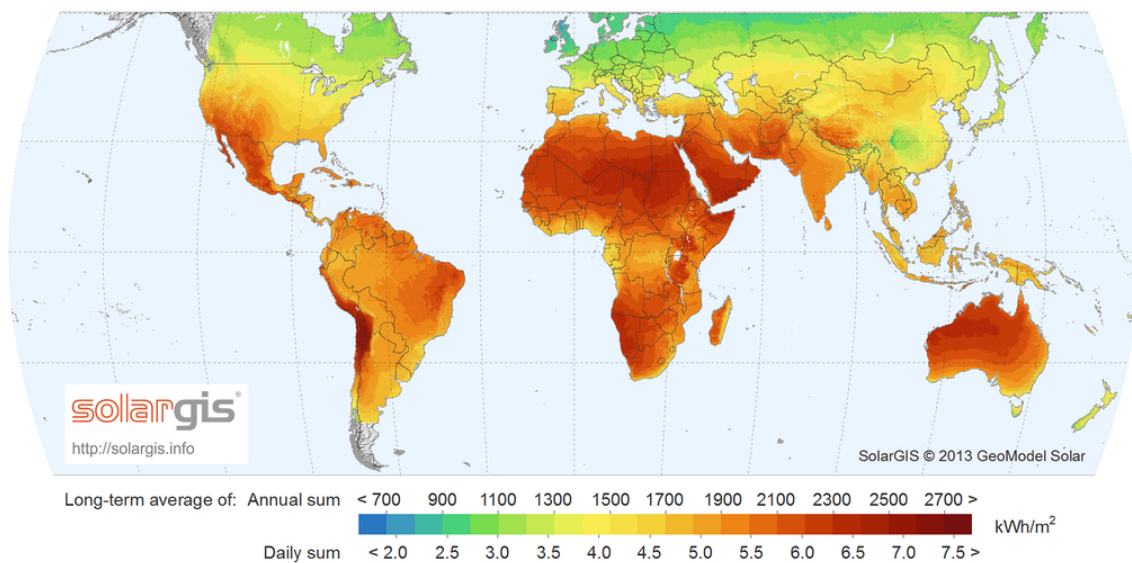 solargis®
http://solargis.info
SolarGIS © 2013 GeoModel Solar
Long-term average of: Annual sum < 700 900 1100 1300 1500 1700 1900 2100 2300 2500 2700 >
kWh/m²
Daily sum < 2.0 2.5 3.0 3.5 4.0 4.5 5.0 5.5 6.0 6.5 7.0 7.5 >